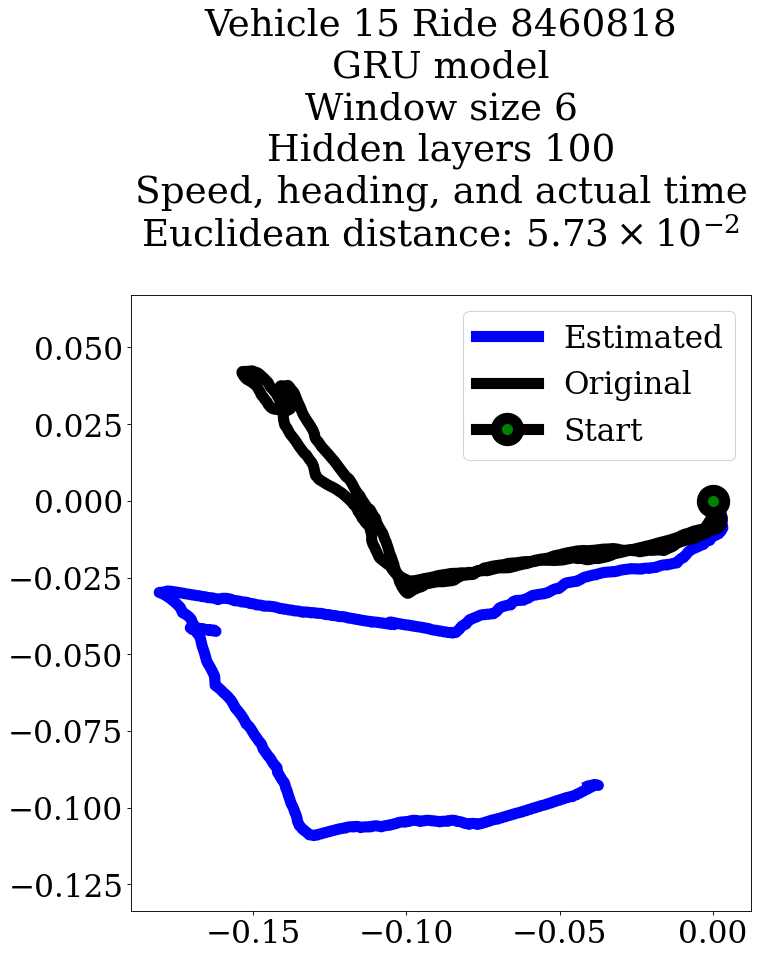 Vehicle 15 Ride 8460818
GRU model
Window size 6
Hidden layers 100
Speed, heading, and actual time
Euclidean distance: 5.73 × 10⁻²
Estimated
Original
Start
0.050
0.025
0.000
−0.025
−0.050
−0.075
−0.100
−0.125
−0.15 −0.10 −0.05 0.00